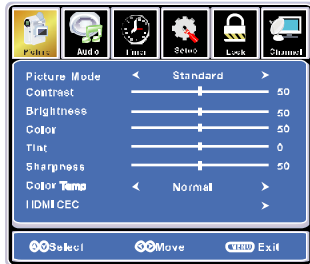 Picture Audio Timer Setup Lock Channel
Picture Mode < Standard >
Contrast 50
Brightness 50
Color 50
Tint 0
Sharpness 50
Color Temp < Normal >
HDMI CEC >
Select Move MENU Exit